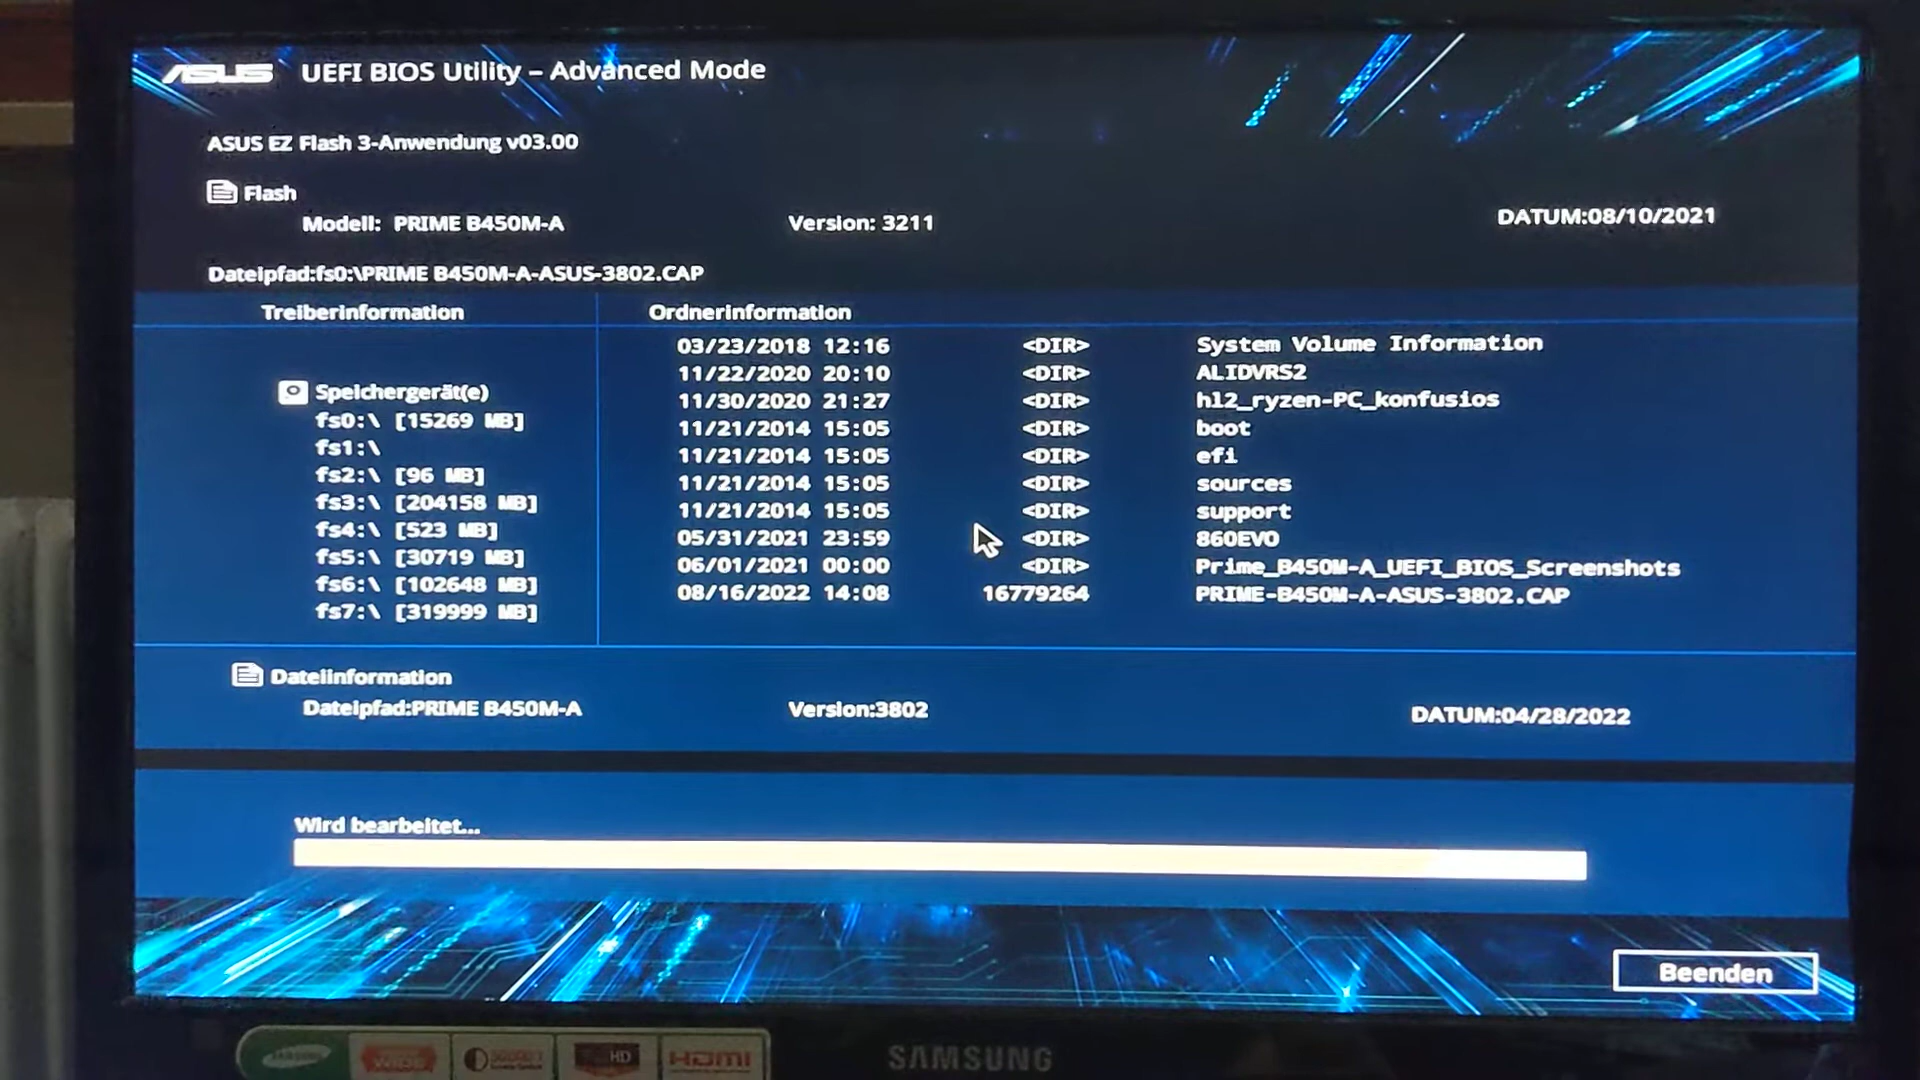 ASUS UEFI BIOS Utility – Advanced Mode
ASUS EZ Flash 3-Anwendung v03.00
Flash
Modell: PRIME B450M-A Version: 3211 DATUM:08/10/2021
Dateipfad:fs0:\PRIME B450M-A-ASUS-3802.CAP
Treiberinformation Ordnerinformation
Speichergerät(e)
fs0:\ [15269 MB]
fs1:\
fs2:\ [96 MB]
fs3:\ [204158 MB]
fs4:\ [523 MB]
fs5:\ [30719 MB]
fs6:\ [102648 MB]
fs7:\ [319999 MB]
03/23/2018 12:16 <DIR> System Volume Information
11/22/2020 20:10 <DIR> ALIDVRS2
11/30/2020 21:27 <DIR> hl2_ryzen-PC_konfusios
11/21/2014 15:05 <DIR> boot
11/21/2014 15:05 <DIR> efi
11/21/2014 15:05 <DIR> sources
11/21/2014 15:05 <DIR> support
05/31/2021 23:59 <DIR> 860EVO
06/01/2021 00:00 <DIR> Prime_B450M-A_UEFI_BIOS_Screenshots
08/16/2022 14:08 16779264 PRIME-B450M-A-ASUS-3802.CAP
Dateiinformation
Dateipfad:PRIME B450M-A Version:3802 DATUM:04/28/2022
Wird bearbeitet...
Beenden
SAMSUNG WIDE HD HDMI
SAMSUNG